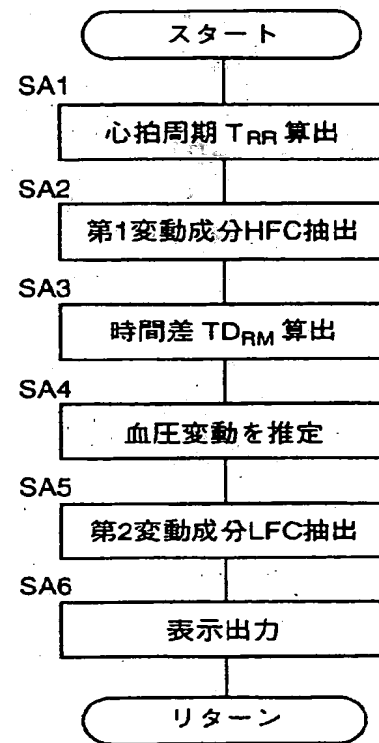 スタート
SA1
心拍周期 TRR 算出
SA2
第1変動成分HFC抽出
SA3
時間差 TDRM 算出
SA4
血圧変動を推定
SA5
第2変動成分LFC抽出
SA6
表示出力
リターン